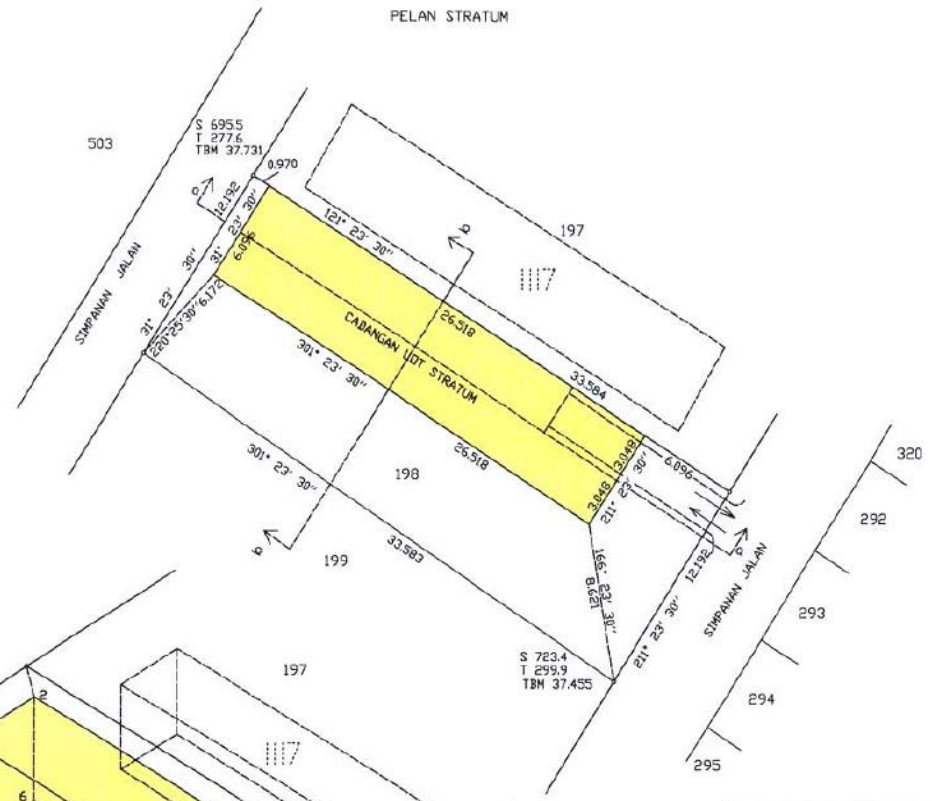 PELAN STRATUM
503
S 695.5
T 277.6
TBM 37.731
0.970
12.192
31° 23' 30"
6.096
31° 23' 30"
a
SIMPANAN JALAN
220° 25' 30"
6.172
121° 23' 30"
b
197
1117
26.518
33.584
CADANGAN LOT STRATUM
301° 23' 30"
26.518
3.048
3.048
211° 23' 30"
6.096
301° 23' 30"
198
33.583
b
199
166° 23' 30"
8.621
12.192
a
211° 23' 30"
SIMPANAN JALAN
320
292
293
294
295
S 723.4
T 299.9
TBM 37.455
197
1117
2
6